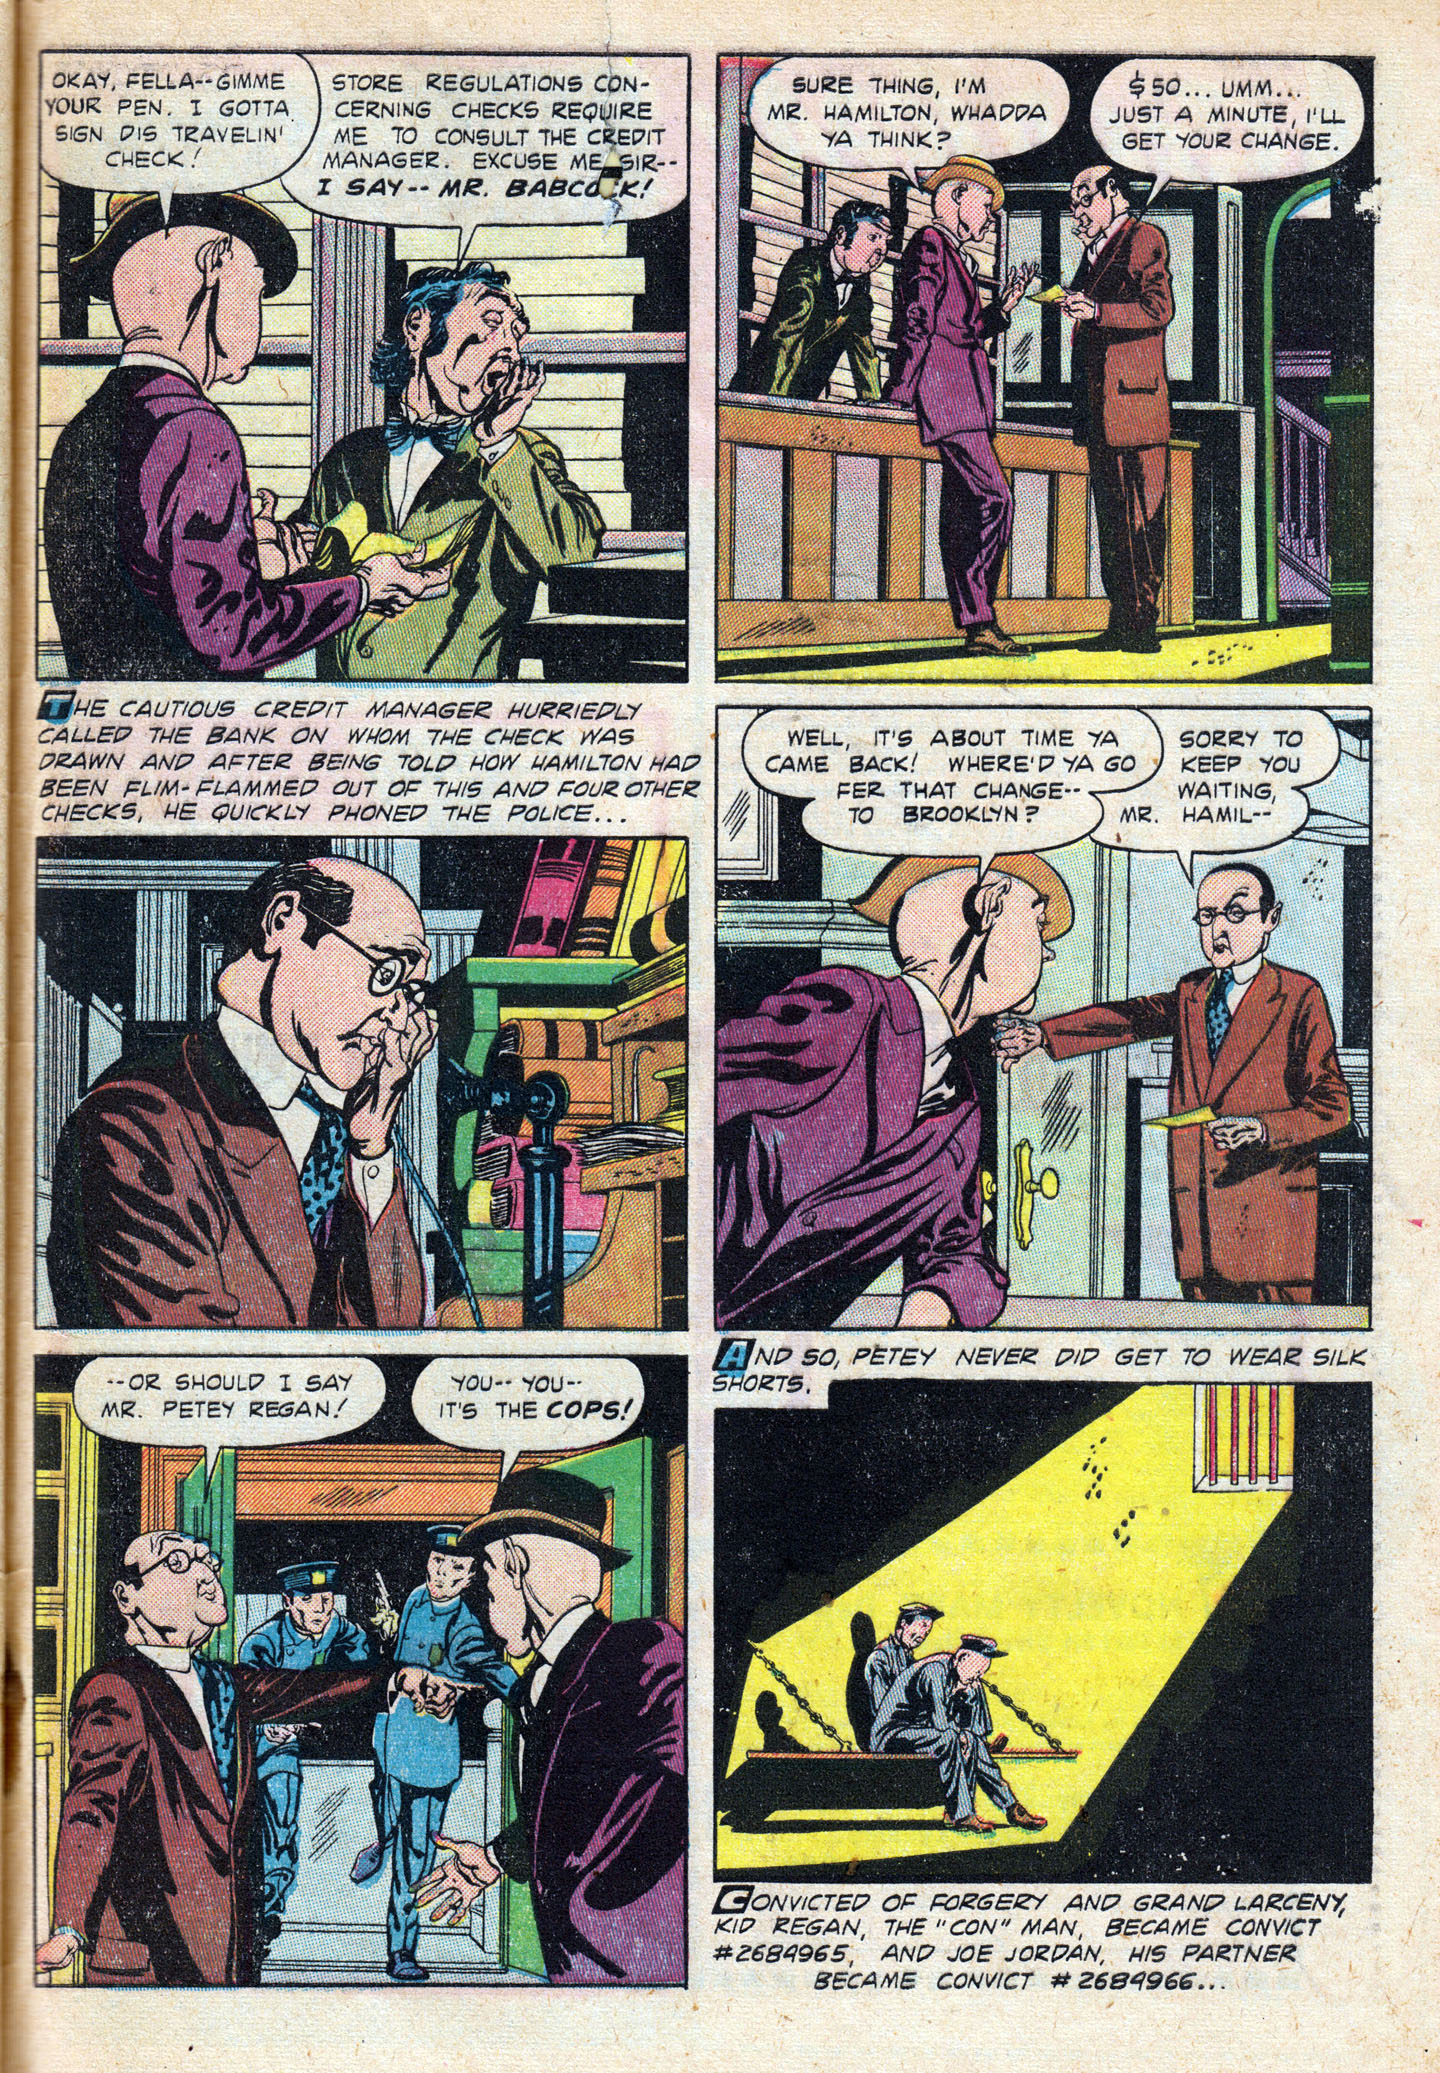 OKAY, FELLA-- GIMME
YOUR PEN. I GOTTA
SIGN DIS TRAVELIN'
CHECK!
STORE REGULATIONS CON-
CERNING CHECKS REQUIRE
ME TO CONSULT THE CREDIT
MANAGER. EXCUSE ME, SIR--
I SAY-- MR. BABCOCK!
SURE THING, I'M
MR. HAMILTON, WHADDA
YA THINK?
$50... UMM...
JUST A MINUTE, I'LL
GET YOUR CHANGE.
THE CAUTIOUS CREDIT MANAGER HURRIEDLY
CALLED THE BANK ON WHOM THE CHECK WAS
DRAWN AND AFTER BEING TOLD HOW HAMILTON HAD
BEEN FLIM-FLAMMED OUT OF THIS AND FOUR OTHER
CHECKS, HE QUICKLY PHONED THE POLICE...
WELL, IT'S ABOUT TIME YA
CAME BACK! WHERE'D YA GO
FER THAT CHANGE--
TO BROOKLYN?
SORRY TO
KEEP YOU
WAITING,
MR. HAMIL--
--OR SHOULD I SAY
MR. PETEY REGAN!
YOU-- YOU--
IT'S THE COPS!
AND SO, PETEY NEVER DID GET TO WEAR SILK
SHORTS.
CONVICTED OF FORGERY AND GRAND LARCENY,
KID REGAN, THE "CON" MAN, BECAME CONVICT
#2684965, AND JOE JORDAN, HIS PARTNER
BECAME CONVICT #2684966...